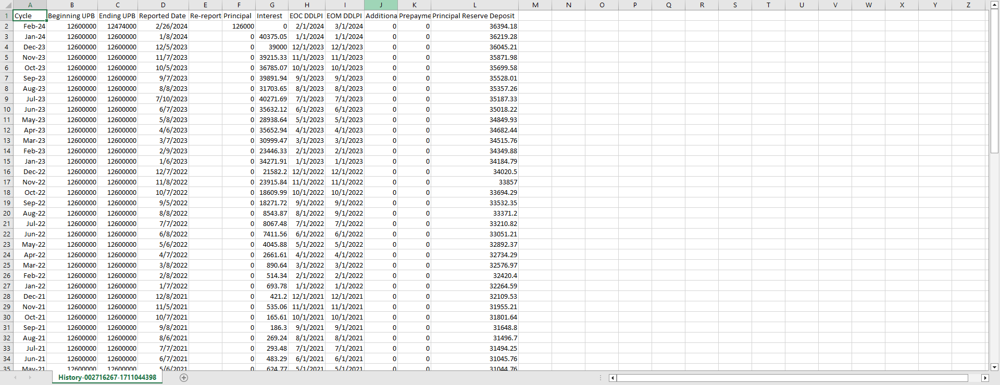 A B C D E F G H I J K L M N O P Q R S T U V W X Y Z
1 Cycle Beginning UPB Ending UPB Reported Date Re-report Principal Interest EOC DDLPI EOM DDLPI Additiona Prepayme Principal Reserve Deposit
2 Feb-24 12600000 12474000 2/26/2024 126000 0 2/1/2024 3/1/2024 0 0 36394.18
3 Jan-24 12600000 12600000 1/8/2024 0 40375.05 1/1/2024 1/1/2024 0 0 36219.28
4 Dec-23 12600000 12600000 12/5/2023 0 39000 12/1/2023 12/1/2023 0 0 36045.21
5 Nov-23 12600000 12600000 11/7/2023 0 39215.33 11/1/2023 11/1/2023 0 0 35871.98
6 Oct-23 12600000 12600000 10/5/2023 0 36785.07 10/1/2023 10/1/2023 0 0 35699.58
7 Sep-23 12600000 12600000 9/7/2023 0 39891.94 9/1/2023 9/1/2023 0 0 35528.01
8 Aug-23 12600000 12600000 8/8/2023 0 31703.65 8/1/2023 8/1/2023 0 0 35357.26
9 Jul-23 12600000 12600000 7/10/2023 0 40271.69 7/1/2023 7/1/2023 0 0 35187.33
10 Jun-23 12600000 12600000 6/7/2023 0 35632.12 6/1/2023 6/1/2023 0 0 35018.22
11 May-23 12600000 12600000 5/8/2023 0 28938.64 5/1/2023 5/1/2023 0 0 34849.93
12 Apr-23 12600000 12600000 4/6/2023 0 35652.94 4/1/2023 4/1/2023 0 0 34682.44
13 Mar-23 12600000 12600000 3/7/2023 0 30999.47 3/1/2023 3/1/2023 0 0 34515.76
14 Feb-23 12600000 12600000 2/9/2023 0 23446.33 2/1/2023 2/1/2023 0 0 34349.88
15 Jan-23 12600000 12600000 1/6/2023 0 34271.91 1/1/2023 1/1/2023 0 0 34184.79
16 Dec-22 12600000 12600000 12/7/2022 0 21582.2 12/1/2022 12/1/2022 0 0 34020.5
17 Nov-22 12600000 12600000 11/8/2022 0 23915.84 11/1/2022 11/1/2022 0 0 33857
18 Oct-22 12600000 12600000 10/7/2022 0 18609.99 10/1/2022 10/1/2022 0 0 33694.29
19 Sep-22 12600000 12600000 9/5/2022 0 18271.72 9/1/2022 9/1/2022 0 0 33532.35
20 Aug-22 12600000 12600000 8/8/2022 0 8543.87 8/1/2022 9/1/2022 0 0 33371.2
21 Jul-22 12600000 12600000 7/7/2022 0 8067.48 7/1/2022 7/1/2022 0 0 33210.82
22 Jun-22 12600000 12600000 6/8/2022 0 7411.56 6/1/2022 6/1/2022 0 0 33051.21
23 May-22 12600000 12600000 5/6/2022 0 4045.88 5/1/2022 5/1/2022 0 0 32892.37
24 Apr-22 12600000 12600000 4/7/2022 0 2661.61 4/1/2022 4/1/2022 0 0 32734.29
25 Mar-22 12600000 12600000 3/8/2022 0 890.64 3/1/2022 3/1/2022 0 0 32576.97
26 Feb-22 12600000 12600000 2/8/2022 0 514.34 2/1/2022 2/1/2022 0 0 32420.4
27 Jan-22 12600000 12600000 1/7/2022 0 693.78 1/1/2022 1/1/2022 0 0 32264.59
28 Dec-21 12600000 12600000 12/8/2021 0 421.2 12/1/2021 12/1/2021 0 0 32109.53
29 Nov-21 12600000 12600000 11/5/2021 0 535.06 11/1/2021 11/1/2021 0 0 31955.21
30 Oct-21 12600000 12600000 10/7/2021 0 165.61 10/1/2021 10/1/2021 0 0 31801.64
31 Sep-21 12600000 12600000 9/8/2021 0 186.3 9/1/2021 9/1/2021 0 0 31648.8
32 Aug-21 12600000 12600000 8/6/2021 0 269.24 8/1/2021 8/1/2021 0 0 31496.7
33 Jul-21 12600000 12600000 7/7/2021 0 293.48 7/1/2021 7/1/2021 0 0 31494.25
34 Jun-21 12600000 12600000 6/7/2021 0 483.29 6/1/2021 6/1/2021 0 0 31045.76
35 May-21 12600000 12600000 5/6/2021 0 624.77 5/1/2021 5/1/2021 0 0 31044.76
History-002716267-1711044398